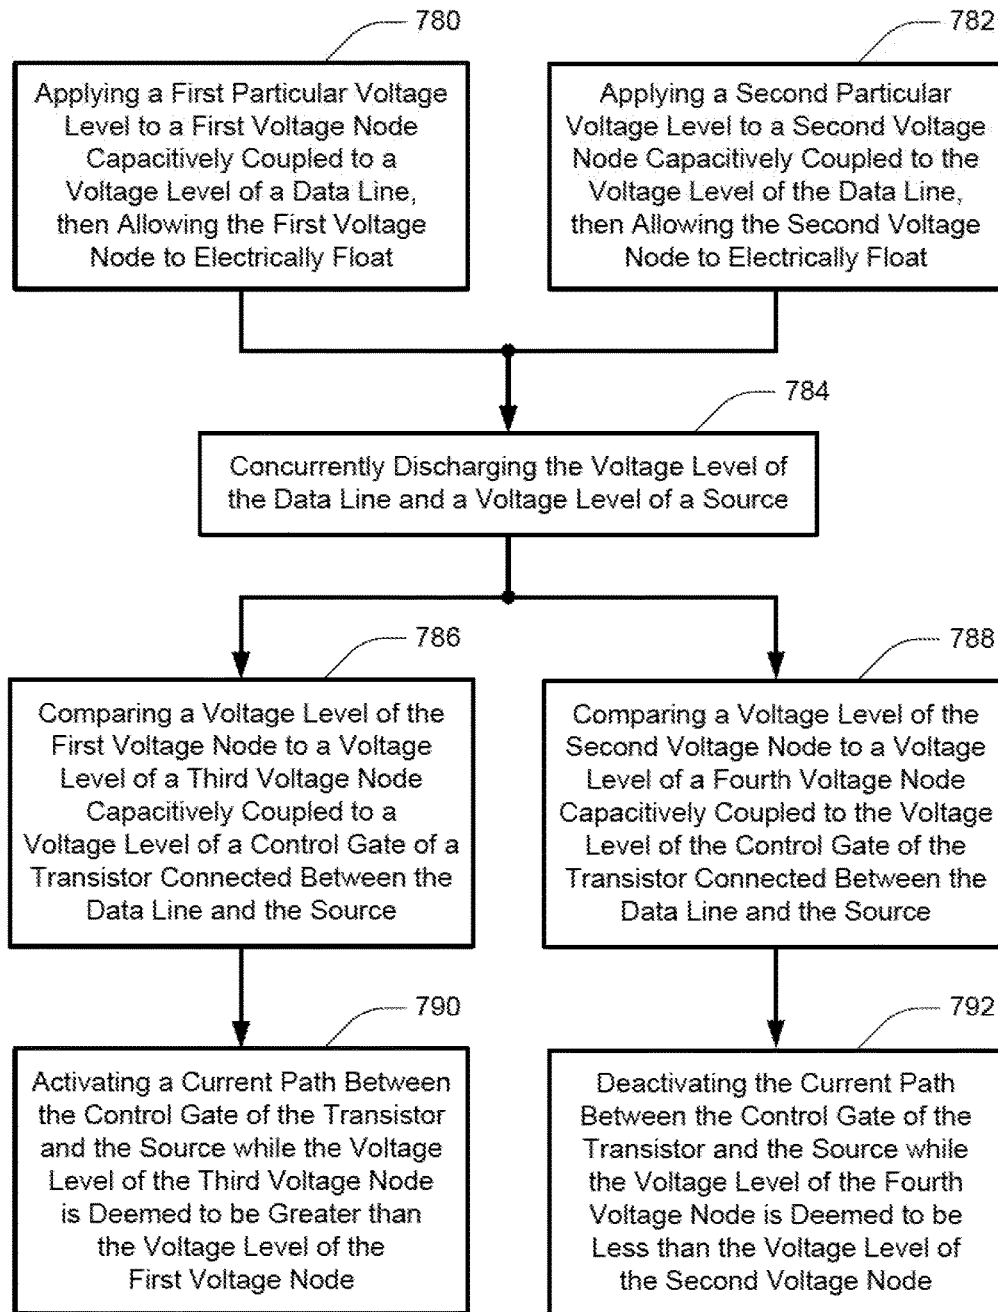 780
Applying a First Particular Voltage
Level to a First Voltage Node
Capacitively Coupled to a
Voltage Level of a Data Line,
then Allowing the First Voltage
Node to Electrically Float
782
Applying a Second Particular
Voltage Level to a Second Voltage
Node Capacitively Coupled to the
Voltage Level of the Data Line,
then Allowing the Second Voltage
Node to Electrically Float
784
Concurrently Discharging the Voltage Level of
the Data Line and a Voltage Level of a Source
786
Comparing a Voltage Level of the
First Voltage Node to a Voltage
Level of a Third Voltage Node
Capacitively Coupled to a
Voltage Level of a Control Gate of a
Transistor Connected Between the
Data Line and the Source
788
Comparing a Voltage Level of the
Second Voltage Node to a Voltage
Level of a Fourth Voltage Node
Capacitively Coupled to the Voltage
Level of the Control Gate of the
Transistor Connected Between the
Data Line and the Source
790
Activating a Current Path Between
the Control Gate of the Transistor
and the Source while the Voltage
Level of the Third Voltage Node
is Deemed to be Greater than
the Voltage Level of the
First Voltage Node
792
Deactivating the Current Path
Between the Control Gate of the
Transistor and the Source while
the Voltage Level of the Fourth
Voltage Node is Deemed to be
Less than the Voltage Level of
the Second Voltage Node